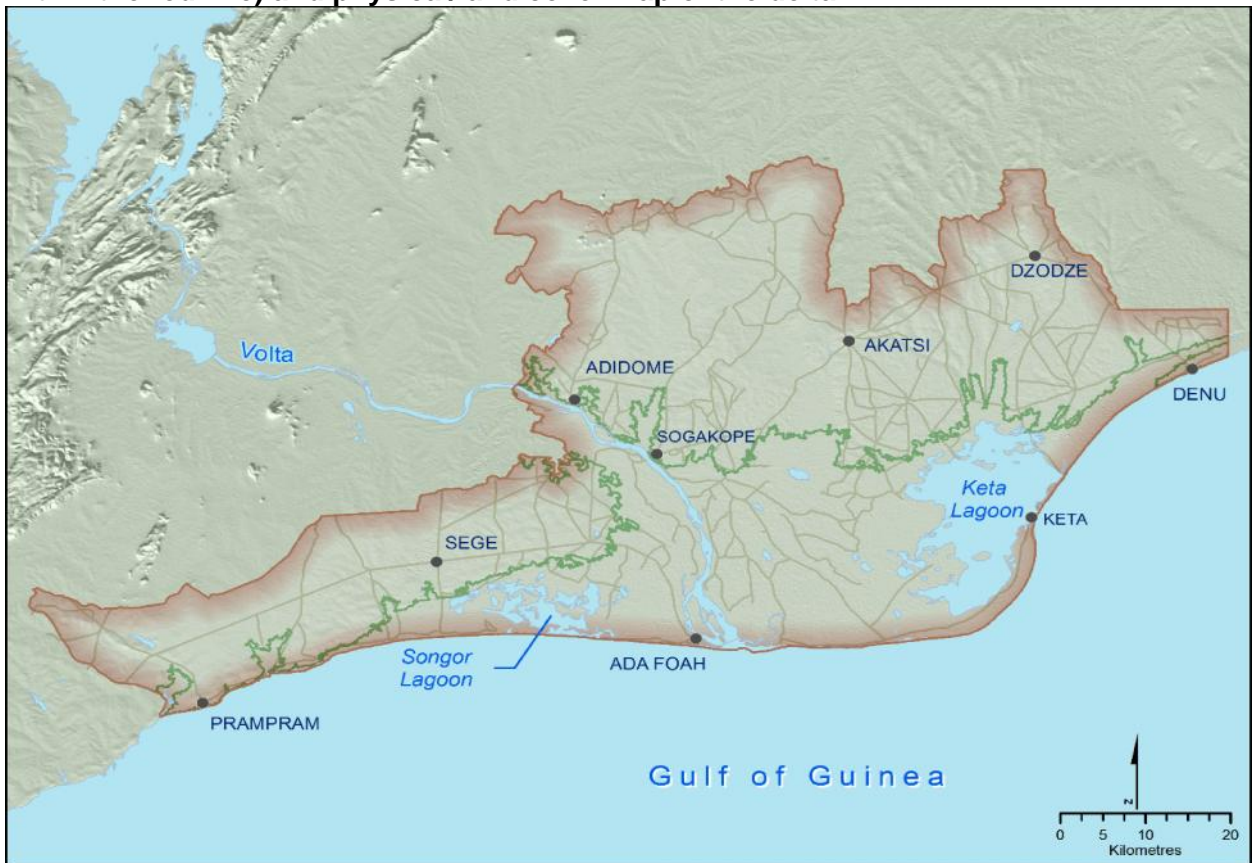 DZODZE
AKATSI
Volta
ADIDOME
DENU
SOGAKOPE
Keta
Lagoon
KETA
SEGE
Songor
Lagoon
ADA FOAH
PRAMPRAM
Gulf of Guinea
z
0 5 10 20
Kilometres